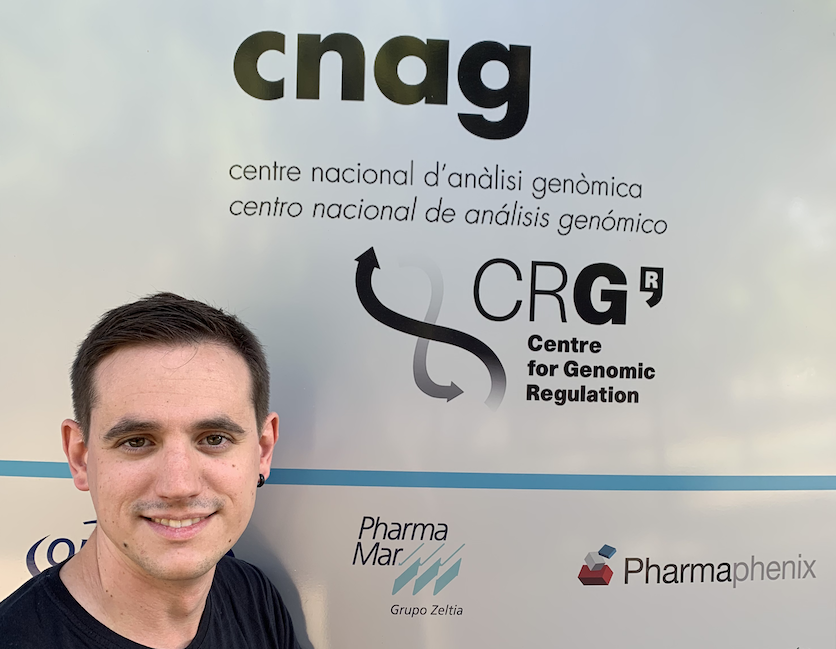 cnag
centre nacional d'anàlisi genòmica
centro nacional de análisis genómico
CRG R
Centre
for Genomic
Regulation
Pharma
Mar
Grupo Zeltia
Pharmaphenix